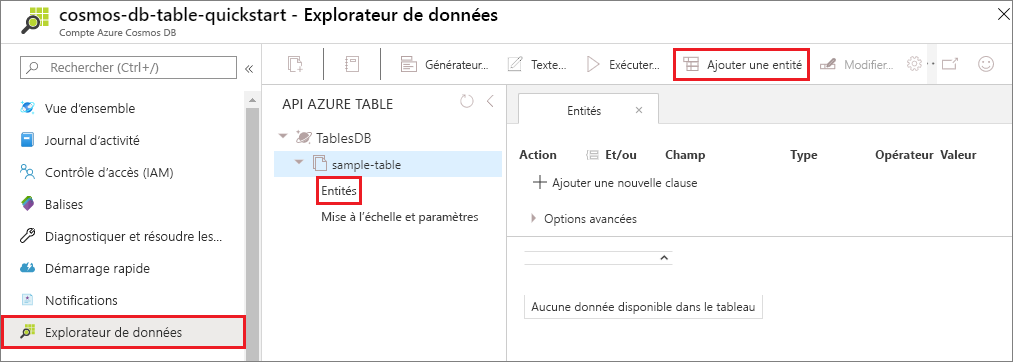 cosmos-db-table-quickstart - Explorateur de données
Compte Azure Cosmos DB
Rechercher (Ctrl+/)
Vue d'ensemble
Journal d'activité
Contrôle d'accès (IAM)
Balises
Diagnostiquer et résoudre les...
Démarrage rapide
Notifications
Explorateur de données
Générateur... Texte... Exécuter... Ajouter une entité Modifier...
API AZURE TABLE
TablesDB
sample-table
Entités
Mise à l'échelle et paramètres
Entités
Action Et/ou Champ Type Opérateur Valeur
Ajouter une nouvelle clause
Options avancées
Aucune donnée disponible dans le tableau